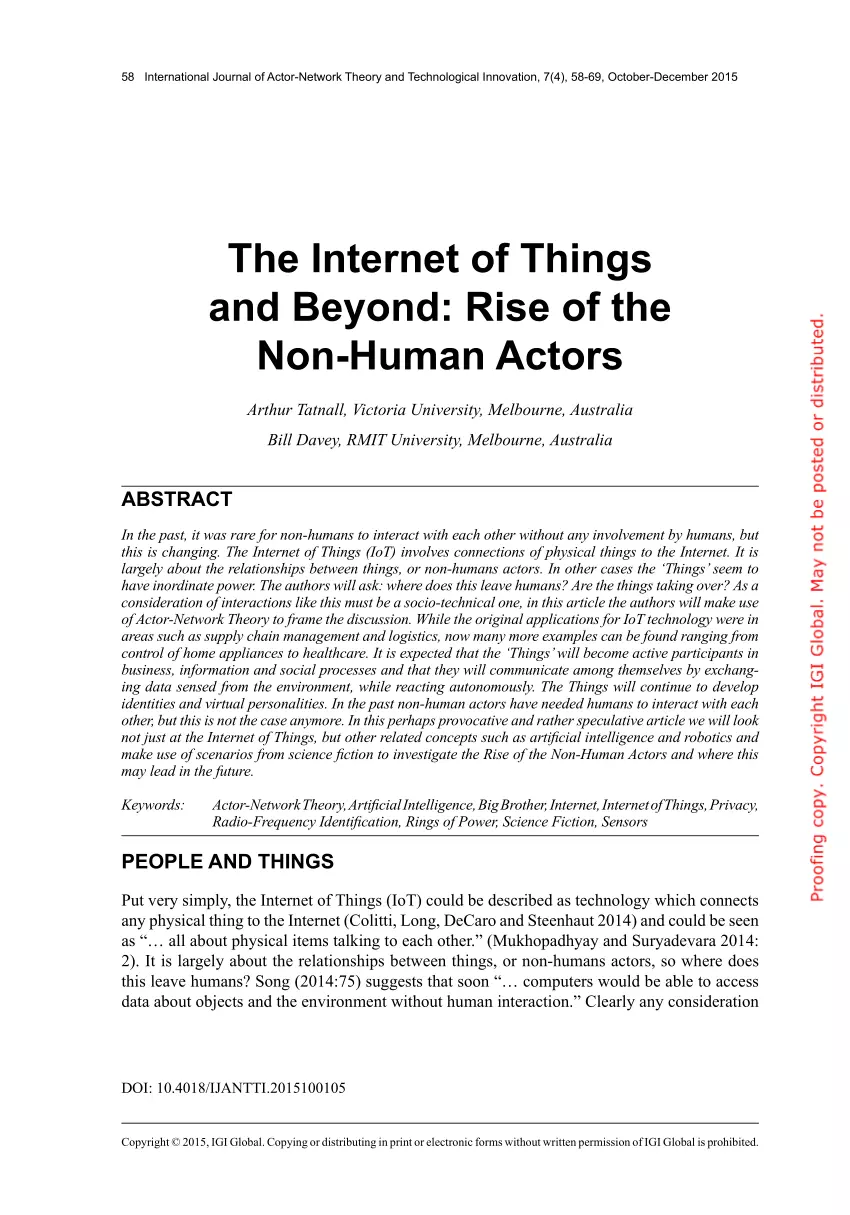 58 International Journal of Actor-Network Theory and Technological Innovation, 7(4), 58-69, October-December 2015
The Internet of Things
and Beyond: Rise of the
Non-Human Actors
Arthur Tatnall, Victoria University, Melbourne, Australia
Bill Davey, RMIT University, Melbourne, Australia
ABSTRACT
In the past, it was rare for non-humans to interact with each other without any involvement by humans, but
this is changing. The Internet of Things (IoT) involves connections of physical things to the Internet. It is
largely about the relationships between things, or non-humans actors. In other cases the ‘Things’ seem to
have inordinate power. The authors will ask: where does this leave humans? Are the things taking over? As a
consideration of interactions like this must be a socio-technical one, in this article the authors will make use
of Actor-Network Theory to frame the discussion. While the original applications for IoT technology were in
areas such as supply chain management and logistics, now many more examples can be found ranging from
control of home appliances to healthcare. It is expected that the ‘Things’ will become active participants in
business, information and social processes and that they will communicate among themselves by exchang-
ing data sensed from the environment, while reacting autonomously. The Things will continue to develop
identities and virtual personalities. In the past non-human actors have needed humans to interact with each
other, but this is not the case anymore. In this perhaps provocative and rather speculative article we will look
not just at the Internet of Things, but other related concepts such as artificial intelligence and robotics and
make use of scenarios from science fiction to investigate the Rise of the Non-Human Actors and where this
may lead in the future.
Keywords: Actor-Network Theory, Artificial Intelligence, Big Brother, Internet, Internet of Things, Privacy,
Radio-Frequency Identification, Rings of Power, Science Fiction, Sensors
PEOPLE AND THINGS
Put very simply, the Internet of Things (IoT) could be described as technology which connects
any physical thing to the Internet (Colitti, Long, DeCaro and Steenhaut 2014) and could be seen
as “… all about physical items talking to each other.” (Mukhopadhyay and Suryadevara 2014:
2). It is largely about the relationships between things, or non-humans actors, so where does
this leave humans? Song (2014:75) suggests that soon “… computers would be able to access
data about objects and the environment without human interaction.” Clearly any consideration
DOI: 10.4018/IJANTTI.2015100105
Copyright © 2015, IGI Global. Copying or distributing in print or electronic forms without written permission of IGI Global is prohibited.
Proofing copy. Copyright IGI Global. May not be posted or distributed.